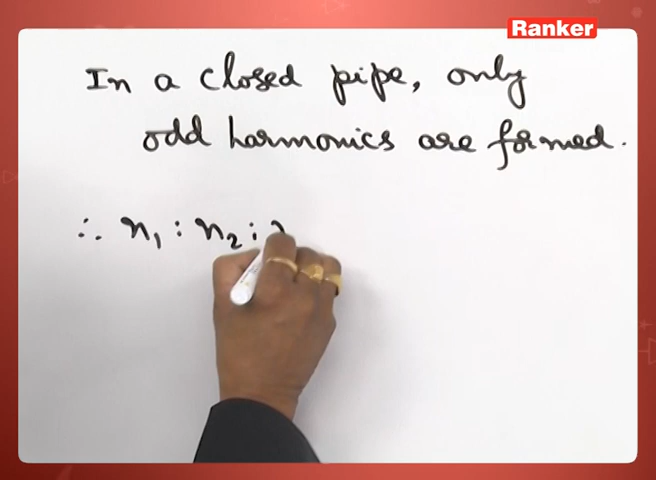 Ranker
In a closed pipe, only
odd harmonics are formed.
∴ n₁ : n₂ :